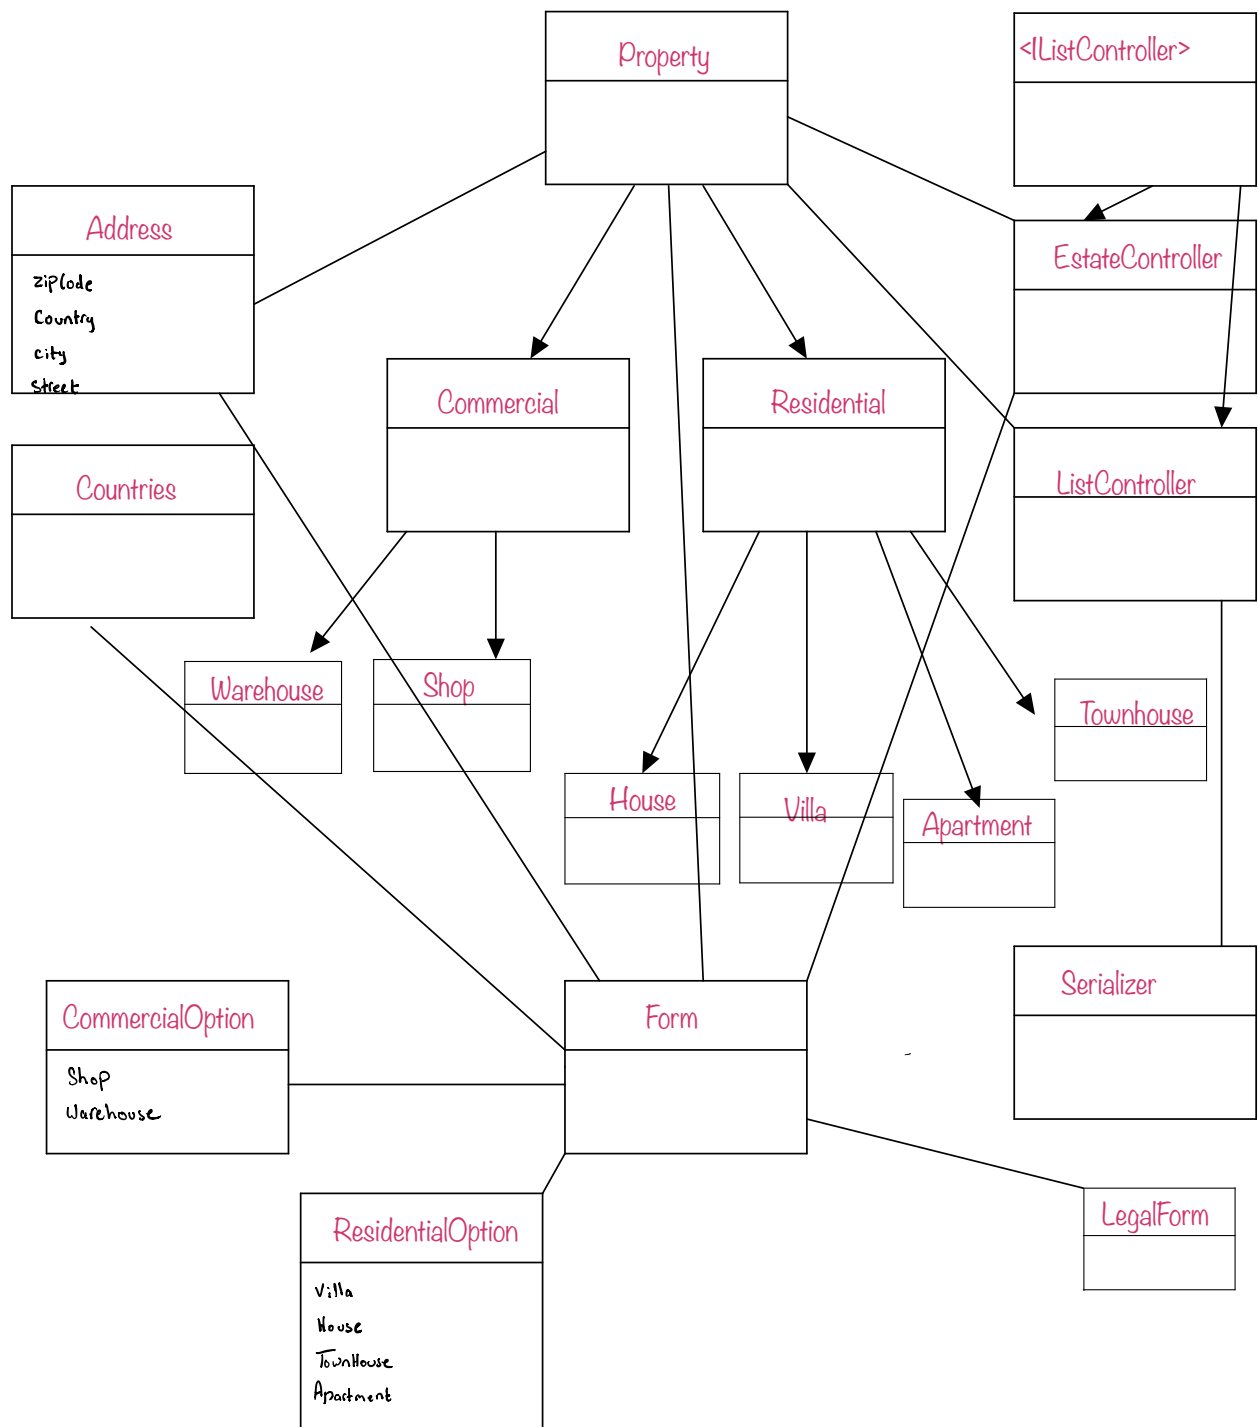 Property
<IListController>
Address
zipCode
Country
city
Street
EstateController
Commercial
Residential
Countries
ListController
Warehouse
Shop
Townhouse
House
Villa
Apartment
CommercialOption
Shop
Warehouse
Form
Serializer
ResidentialOption
Villa
House
TownHouse
Apartment
LegalForm